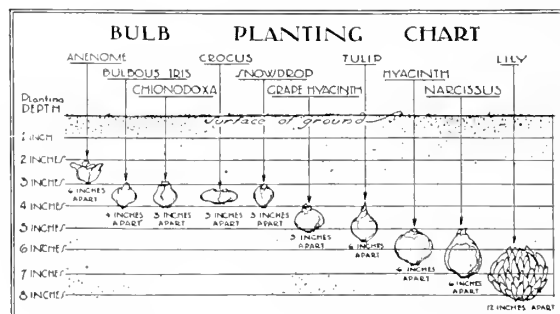 BULB PLANTING CHART
ANENOME
CROCUS
TULIP
LILY
BULBOUS IRIS
SNOWDROP
HYACINTH
CHIONODOXA
GRAPE HYACINTH
NARCISSUS
Planting
DEPTH
Surface of ground
1 INCH
2 INCHES
3 INCHES
4 INCHES
5 INCHES
6 INCHES
7 INCHES
8 INCHES
6 INCHES
APART
4 INCHES
APART
3 INCHES
APART
3 INCHES
APART
3 INCHES
APART
3 INCHES
APART
6 INCHES
APART
6 INCHES
APART
6 INCHES
APART
12 INCHES APART